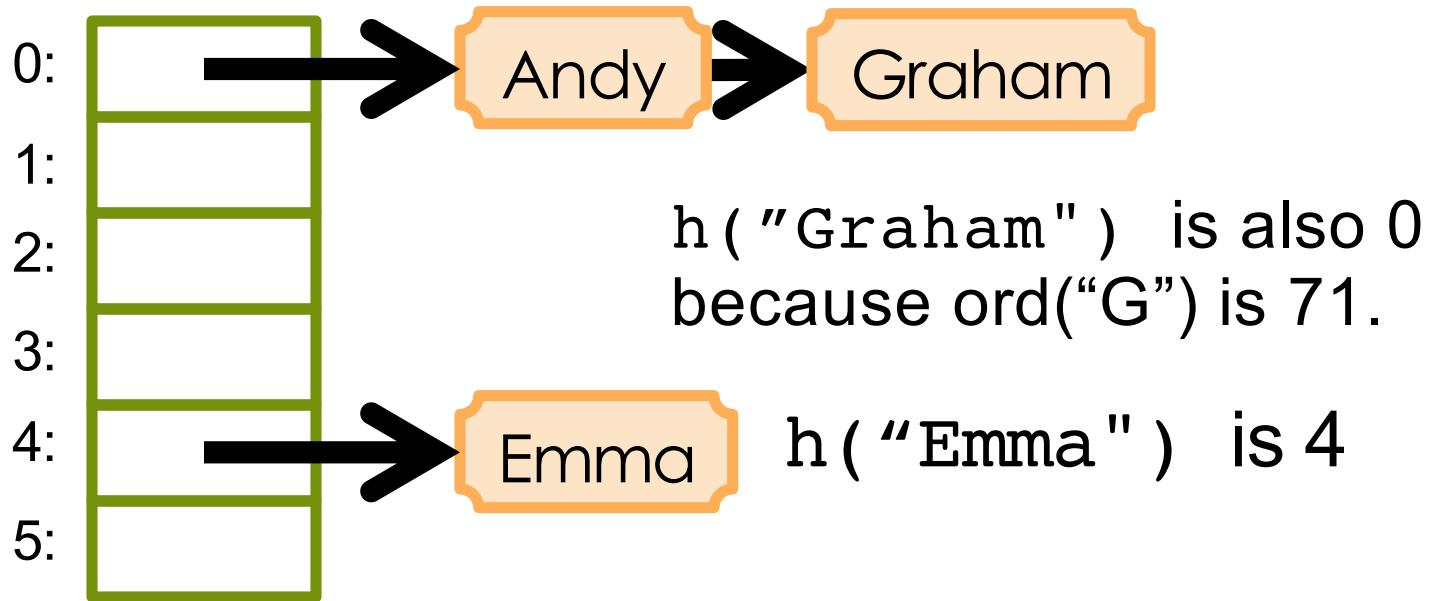 0: Andy Graham
1:
2: h(″Graham") is also 0
because ord(“G”) is 71.
3:
4: Emma h(“Emma") is 4
5: